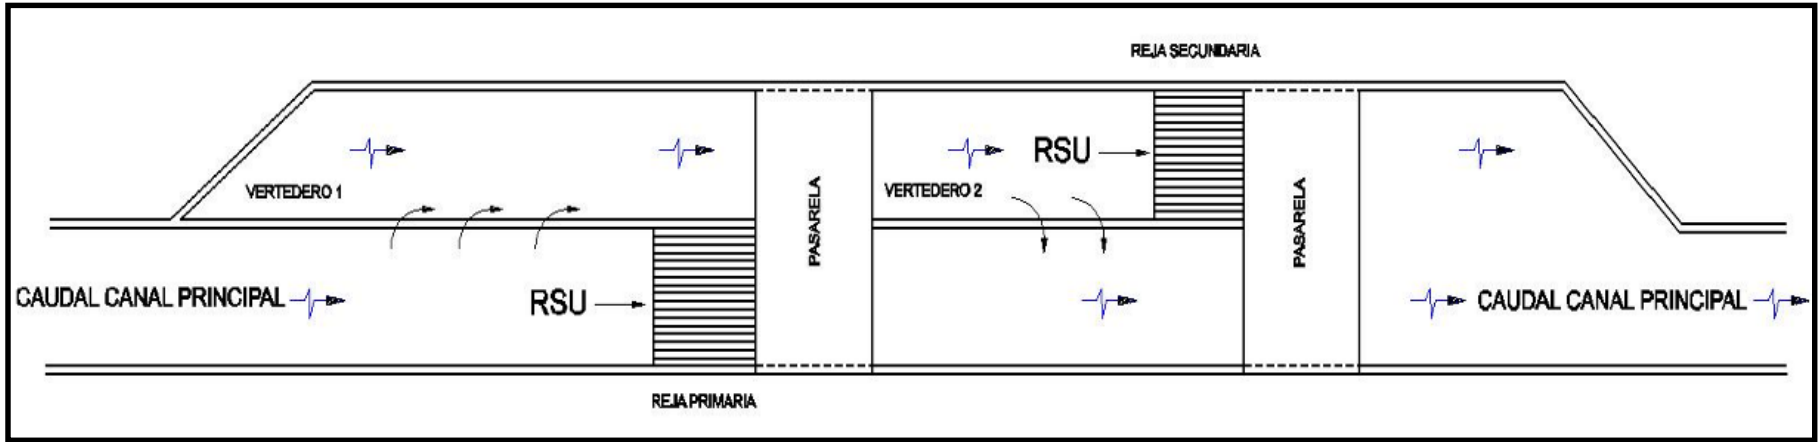 REJA SECUNDARIA
RSU
VERTEDERO 1
PASARELA
VERTEDERO 2
PASARELA
CAUDAL CANAL PRINCIPAL
RSU
CAUDAL CANAL PRINCIPAL
REJA PRIMARIA